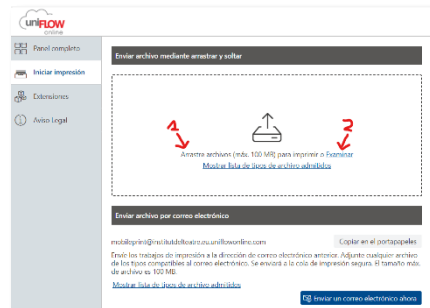 uniFLOW
online
Panel completo
Iniciar impresión
Extensiones
Aviso Legal
Enviar archivo mediante arrastrar y soltar
1
2
Arrastre archivos (máx. 100 MB) para imprimir o Examinar
Mostrar lista de tipos de archivo admitidos
Enviar archivo por correo electrónico
mobileprint@institutdelteatre.eu.uniflowonline.com
Copiar en el portapapeles
Envíe los trabajos de impresión a la dirección de correo electrónico anterior. Adjunte cualquier archivo
de los tipos compatibles al correo electrónico. Se enviará a la cola de impresión segura. El tamaño máx.
de archivo es 100 MB.
Mostrar lista de tipos de archivo admitidos
Enviar un correo electrónico ahora